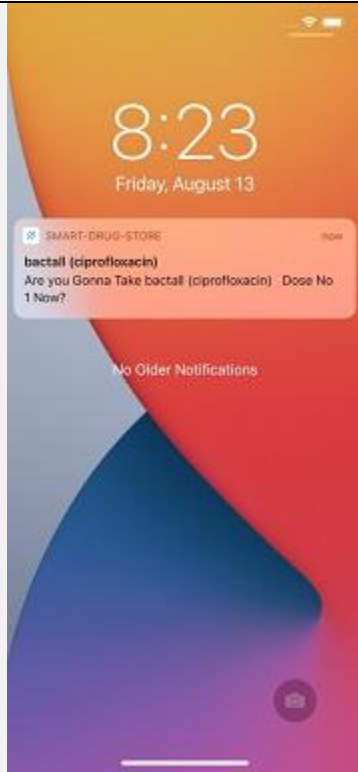 8:23
Friday, August 13
SMART-DRUG-STORE now
bactall (ciprofloxacin)
Are you Gonna Take bactall (ciprofloxacin) Dose No
1 Now?
No Older Notifications